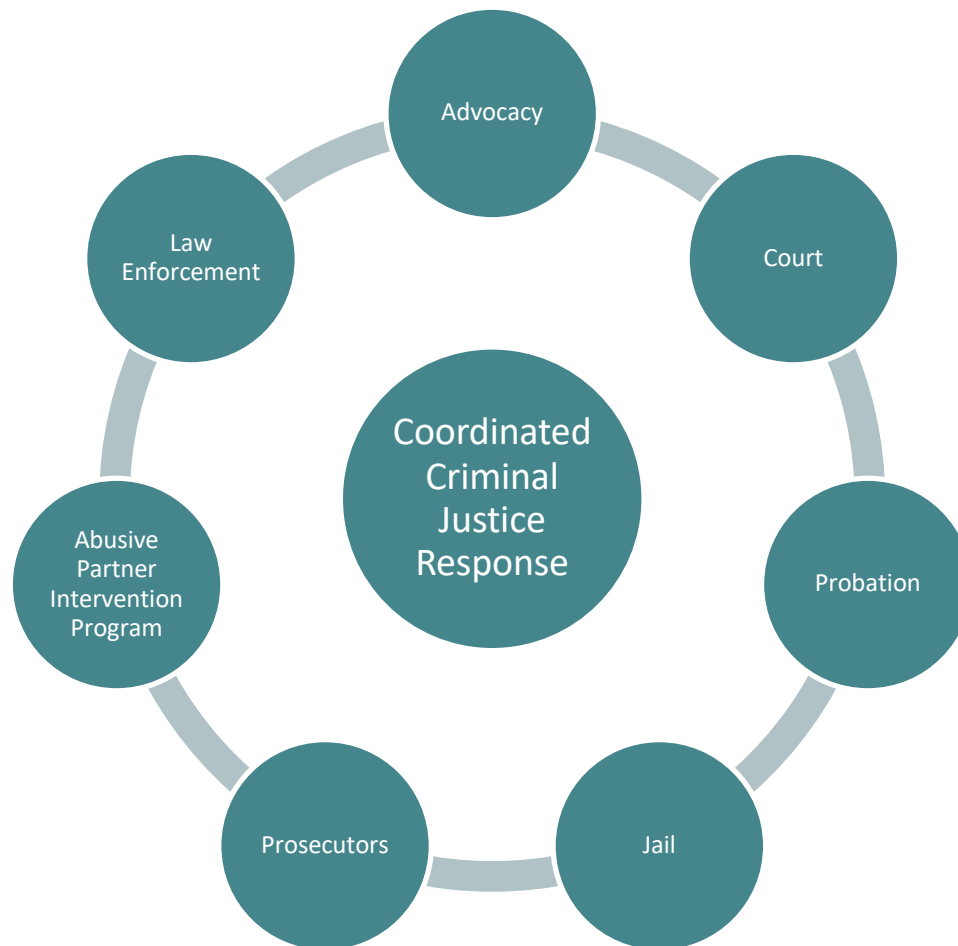 Advocacy
Court
Probation
Jail
Prosecutors
Abusive
Partner
Intervention
Program
Law
Enforcement
Coordinated
Criminal
Justice
Response